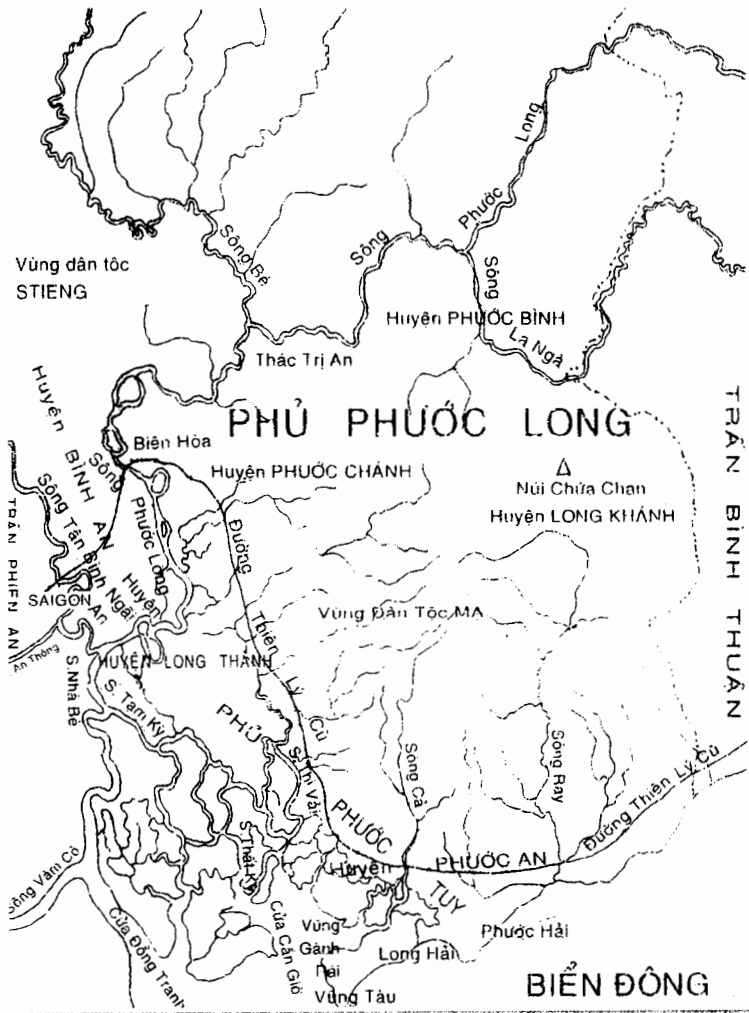 Long
Phước
Sông
Sông Bé
Sông
Vùng dân tôc
STIENG
Huyện PHƯỚC BÌNH
La Ngà
Thác Trị An
PHỦ PHƯỚC LONG
TRẤN BÌNH THUẬN
Biên Hòa
Huyện BÌNH AN
Huyện PHƯỚC CHÁNH
Núi Chứa Chan
Huyện LONG KHÁNH
Sông
Phước Long
Sông Tân Bình Ngãi
An
Huyện
TRẤN PHIÊN AN
SAIGON
Đường Thiên Lý Cũ
Vùng Dân Tộc MA
An Thông
HUYỆN LONG THÀNH
S.Nhà Bè
S. Tam Kỳ
PHỦ
PHƯỚC
TUY
S. Thị Vải
Sông Cả
Sông Ray
Đường Thiên Lý Cũ
S.Thất Kỳ
Huyện
PHƯỚC AN
Sông Vàm Cỏ
Cửa Đồng Tranh
Cửa Cần Giờ
Vũng
Gành
Rái
Vũng Tàu
Long Hải
Phước Hải
BIỂN ĐÔNG